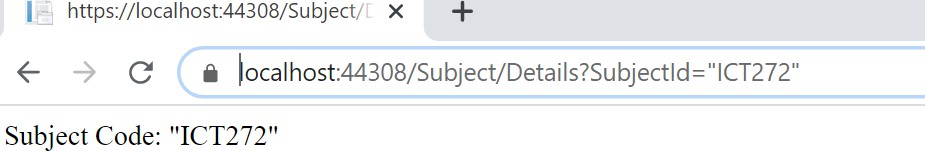 https://localhost:44308/Subject/D
localhost:44308/Subject/Details?SubjectId="ICT272"
Subject Code: "ICT272"